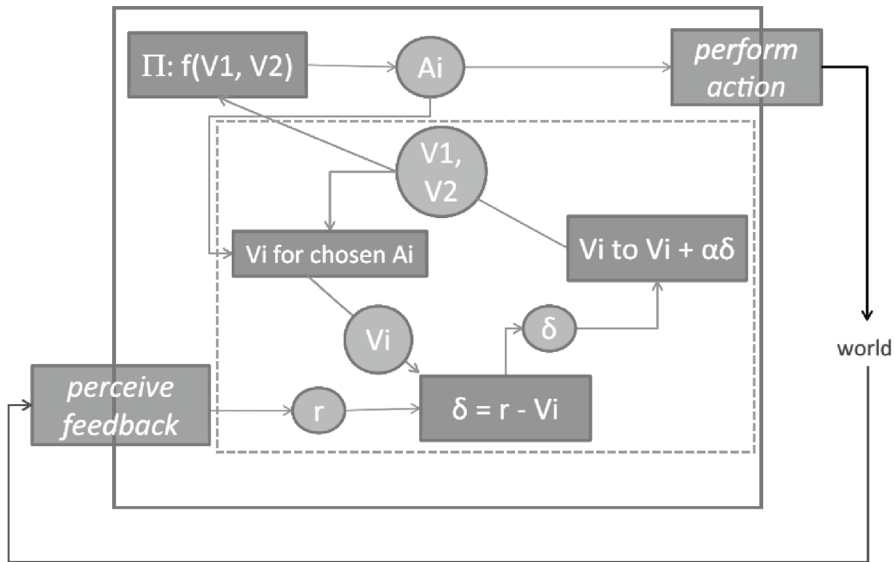 Π: f(V1, V2)
Ai
perform
action
V1,
V2
Vi for chosen Ai
Vi to Vi + αδ
Vi
δ
world
perceive
feedback
r
δ = r - Vi